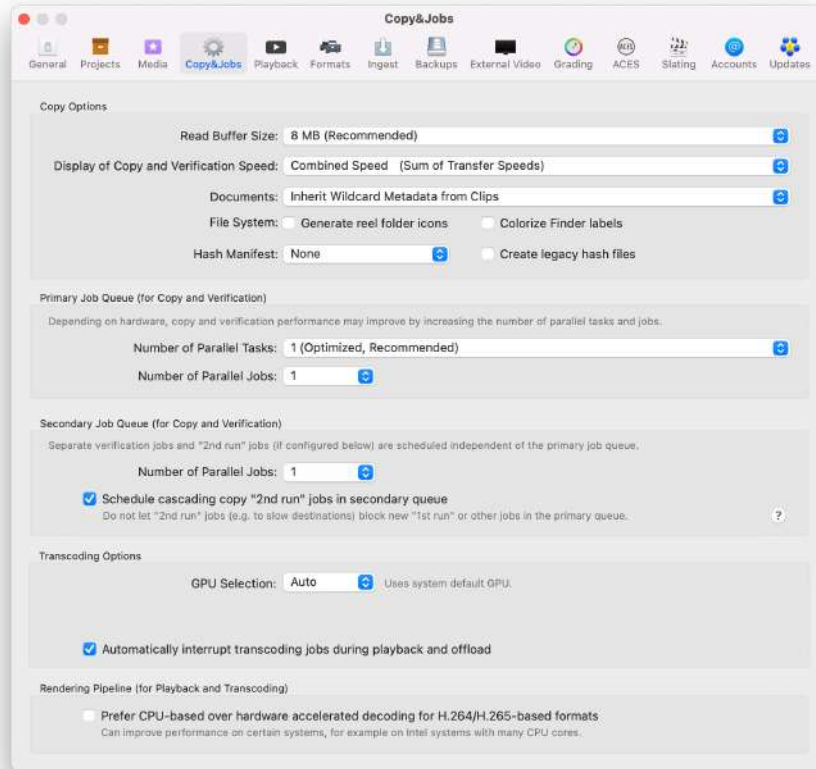 Copy&Jobs
General Projects Media Copy&Jobs Playback Formats Ingest Backups External Video Grading ACES Slating Accounts Updates
Copy Options
Read Buffer Size: 8 MB (Recommended)
Display of Copy and Verification Speed: Combined Speed (Sum of Transfer Speeds)
Documents: Inherit Wildcard Metadata from Clips
File System: Generate reel folder icons Colorize Finder labels
Hash Manifest: None Create legacy hash files
Primary Job Queue (for Copy and Verification)
Depending on hardware, copy and verification performance may improve by increasing the number of parallel tasks and jobs.
Number of Parallel Tasks: 1 (Optimized, Recommended)
Number of Parallel Jobs: 1
Secondary Job Queue (for Copy and Verification)
Separate verification jobs and "2nd run" jobs (if configured below) are scheduled independent of the primary job queue.
Number of Parallel Jobs: 1
Schedule cascading copy "2nd run" jobs in secondary queue
Do not let "2nd run" jobs (e.g. to slow destinations) block new "1st run" or other jobs in the primary queue. ?
Transcoding Options
GPU Selection: Auto Uses system default GPU.
Automatically interrupt transcoding jobs during playback and offload
Rendering Pipeline (for Playback and Transcoding)
Prefer CPU-based over hardware accelerated decoding for H.264/H.265-based formats
Can improve performance on certain systems, for example on Intel systems with many CPU cores.